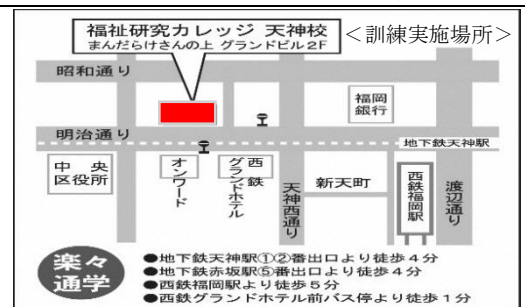 福祉研究カレッジ 天神校
まんだらけさんの上 グランドビル2F
＜訓練実施場所＞
昭和通り
福岡
銀行
明治通り
地下鉄天神駅
中央
区役所
オンワード
西鉄
グランドホテル
天神西通り
新天町
西鉄福岡駅
渡辺通り
楽々
通学
●地下鉄天神駅①②番出口より徒歩4分
●地下鉄赤坂駅⑤番出口より徒歩4分
●西鉄福岡駅より徒歩5分
●西鉄グランドホテル前バス停より徒歩1分